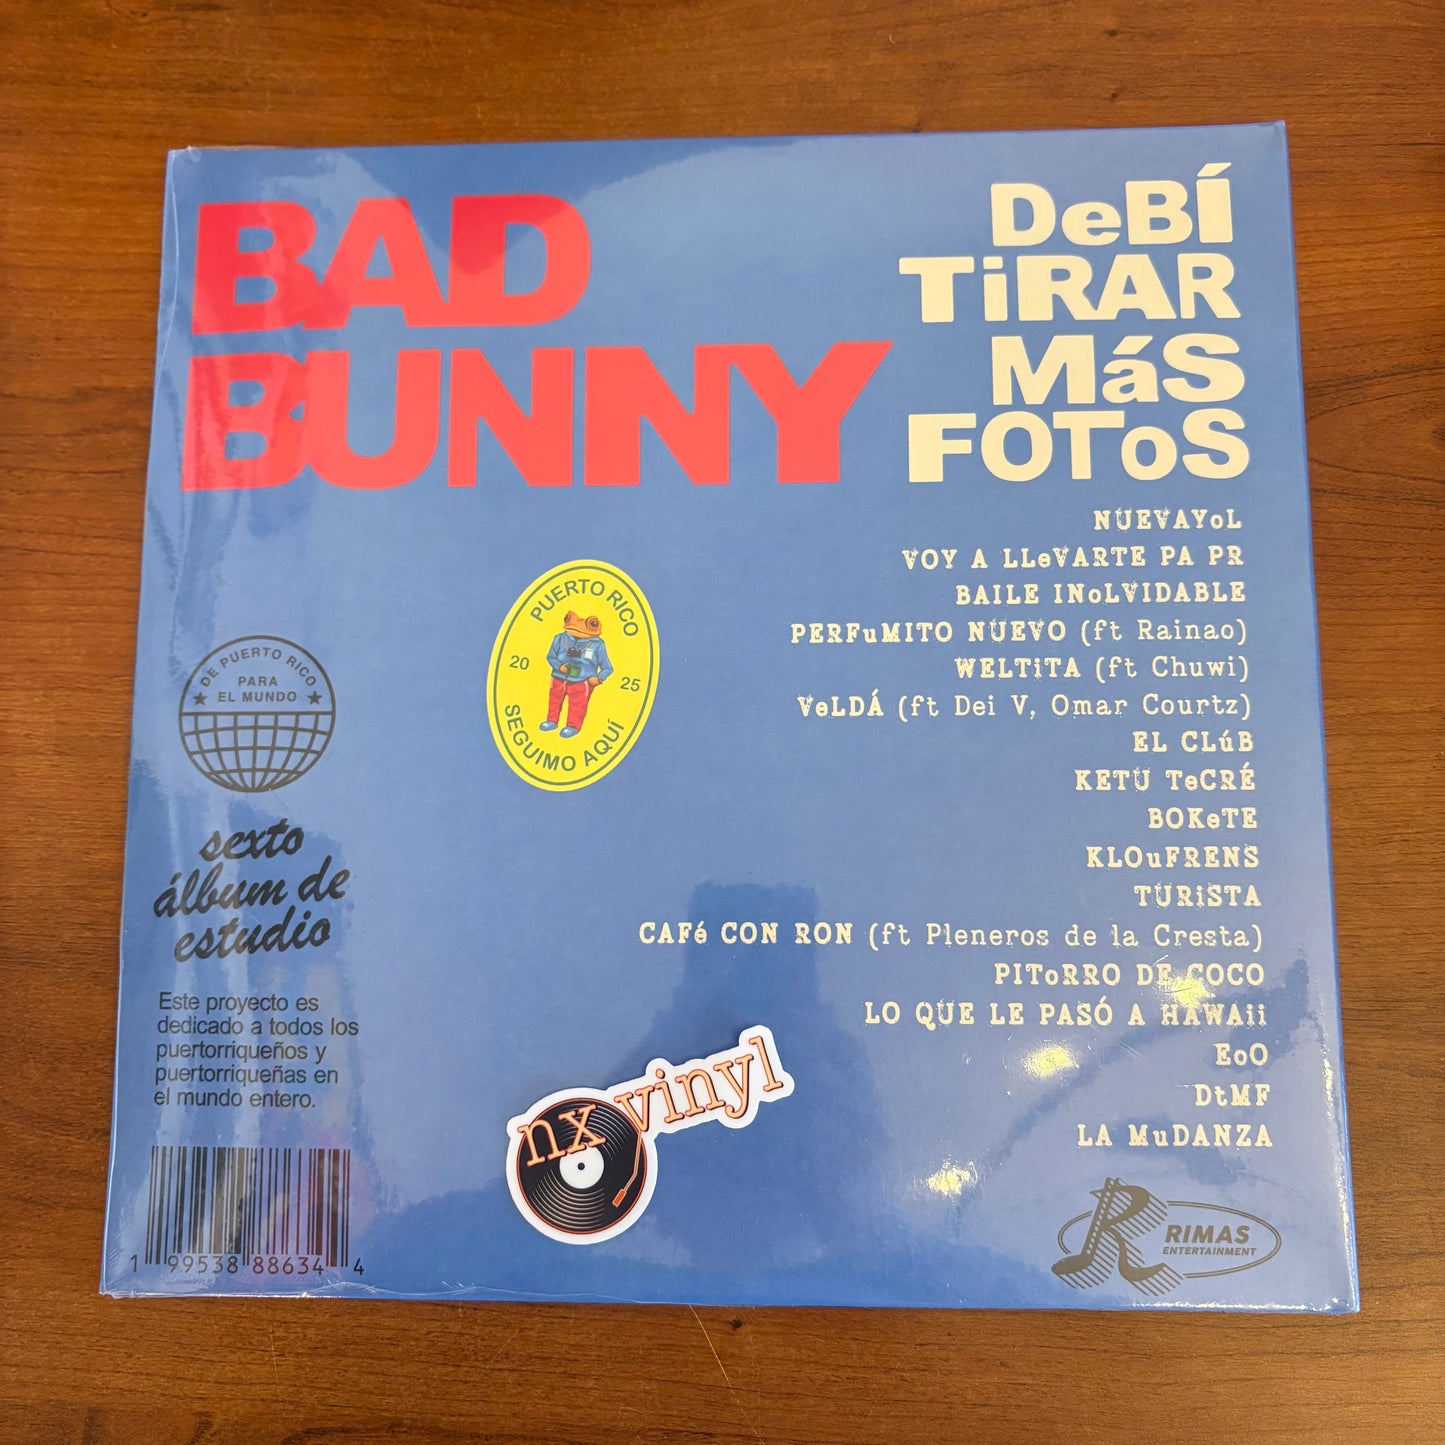 BAD
BUNNY
DeBÍ
TiRAR
MáS
FOToS
NUEVAYoL
VOY A LLeVARTE PA PR
BAILE INoLVIDABLE
PERFuMITO NUEVO (ft Rainao)
WELTiTA (ft Chuwi)
VeLDÁ (ft Dei V, Omar Courtz)
EL CLúB
KETU TeCRÉ
BOKeTE
KLOuFRENS
TURiSTA
CAFé CON RON (ft Pleneros de la Cresta)
PIToRRO DE COCO
LO QUE LE PASÓ A HAWAii
EoO
DtMF
LA MuDANZA
PUERTO RICO
20 25
SEGUIMO AQUÍ
DE PUERTO RICO
PARA
EL MUNDO
sexto
álbum de
estudio
Este proyecto es
dedicado a todos los
puertorriqueños y
puertorriqueñas en
el mundo entero.
1 99538 88634 4
nx vinyl
R RIMAS
ENTERTAINMENT